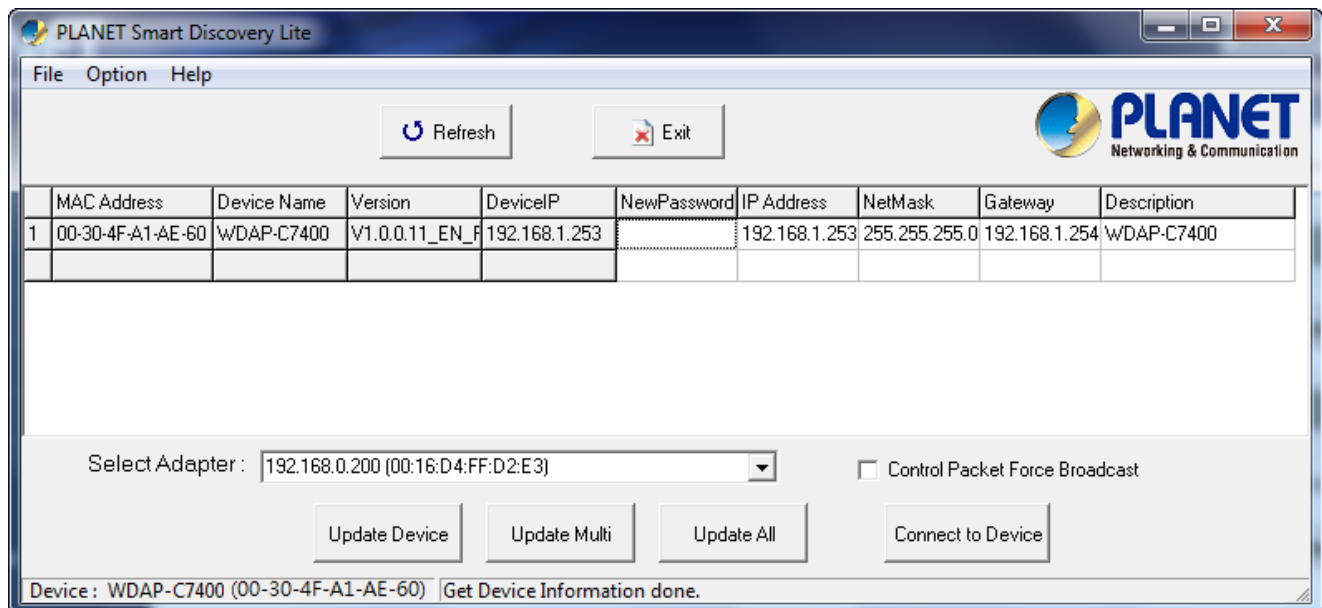 PLANET Smart Discovery Lite
File Option Help
Refresh Exit
PLANET
Networking & Communication
MAC Address Device Name Version DeviceIP NewPassword IP Address NetMask Gateway Description
1 00-30-4F-A1-AE-60 WDAP-C7400 V1.0.0.11_EN_ 192.168.1.253 192.168.1.253 255.255.255.0 192.168.1.254 WDAP-C7400
Select Adapter : 192.168.0.200 (00:16:D4:FF:D2:E3) Control Packet Force Broadcast
Update Device Update Multi Update All Connect to Device
Device : WDAP-C7400 (00-30-4F-A1-AE-60) Get Device Information done.